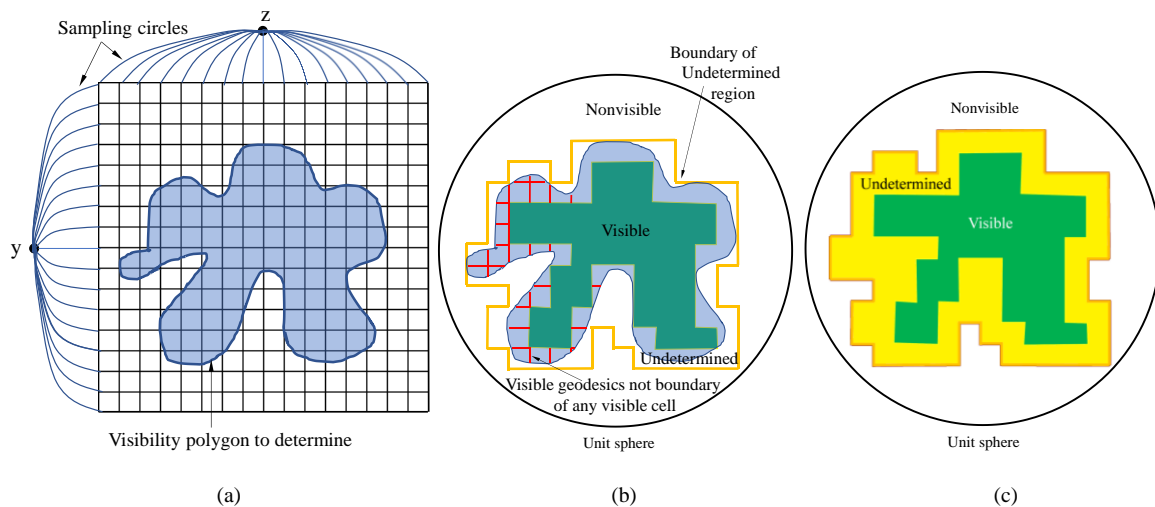 z
Sampling circles
y
Visibility polygon to determine
(a)
Boundary of
Undetermined
region
Nonvisible
Visible
Undetermined
Visible geodesics not boundary
of any visible cell
Unit sphere
(b)
Nonvisible
Undetermined
Visible
Unit sphere
(c)